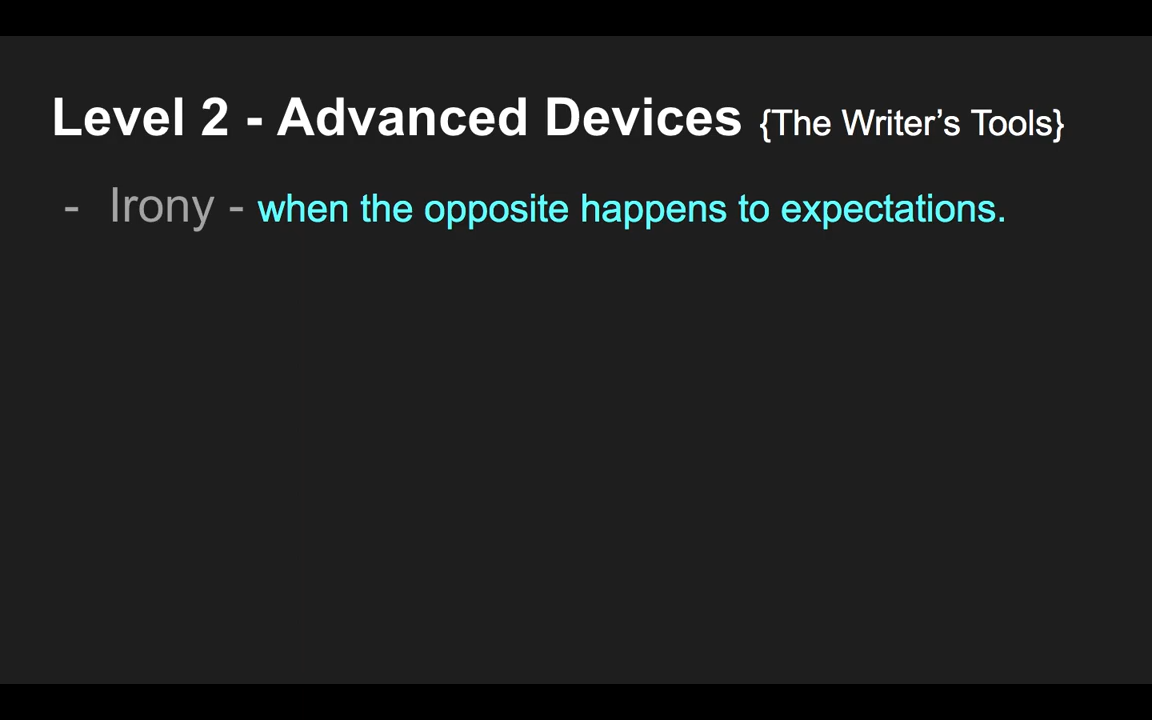 Level 2 - Advanced Devices {The Writer’s Tools}
- Irony - when the opposite happens to expectations.